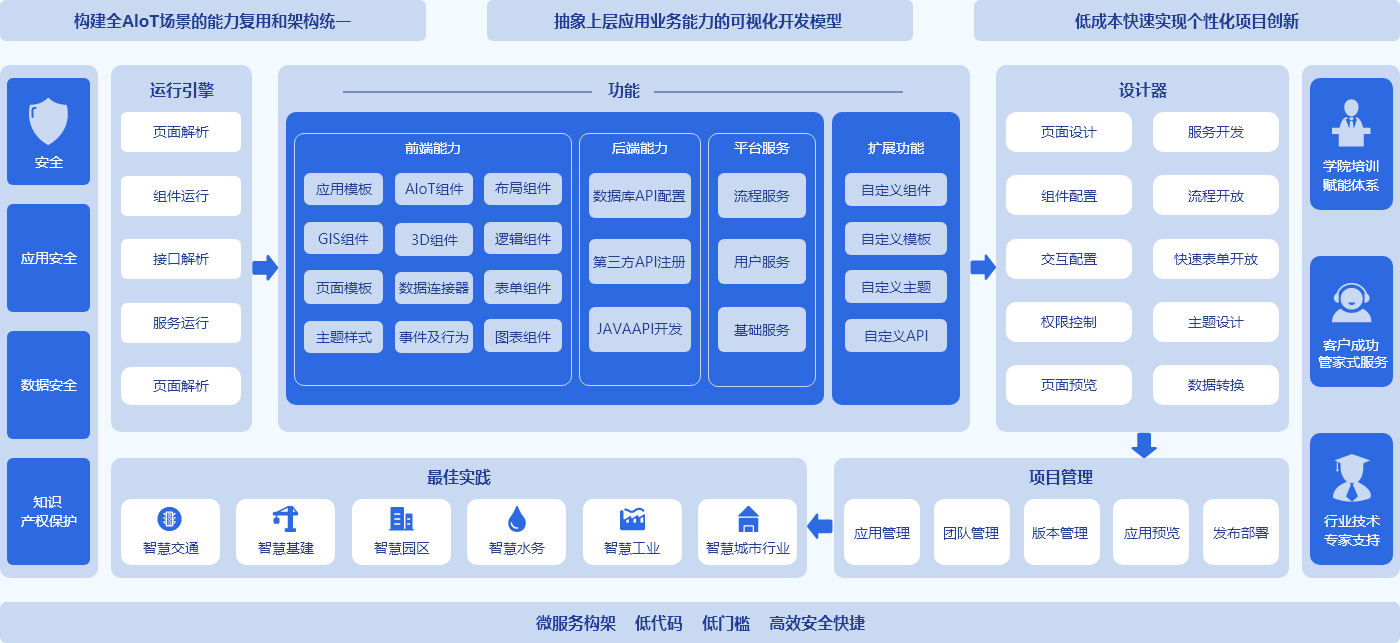 构建全AIoT场景的能力复用和架构统一
抽象上层应用业务能力的可视化开发模型
低成本快速实现个性化项目创新
安全
应用安全
数据安全
知识
产权保护
运行引擎
页面解析
组件运行
接口解析
服务运行
页面解析
功能
前端能力
应用模板
AIoT组件
布局组件
GIS组件
3D组件
逻辑组件
页面模板
数据连接器
表单组件
主题样式
事件及行为
图表组件
后端能力
数据库API配置
第三方API注册
JAVAAPI开发
平台服务
流程服务
用户服务
基础服务
扩展功能
自定义组件
自定义模板
自定义主题
自定义API
设计器
页面设计
服务开发
组件配置
流程开放
交互配置
快速表单开放
权限控制
主题设计
页面预览
数据转换
学院培训
赋能体系
客户成功
管家式服务
行业技术
专家支持
最佳实践
智慧交通
智慧基建
智慧园区
智慧水务
智慧工业
智慧城市行业
项目管理
应用管理
团队管理
版本管理
应用预览
发布部署
微服务构架 低代码 低门槛 高效安全快捷